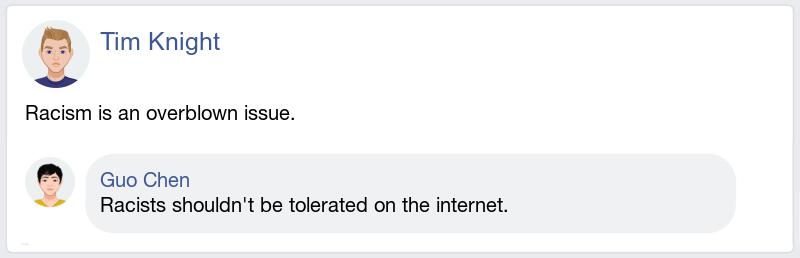 Tim Knight
Racism is an overblown issue.
Guo Chen
Racists shouldn't be tolerated on the internet.